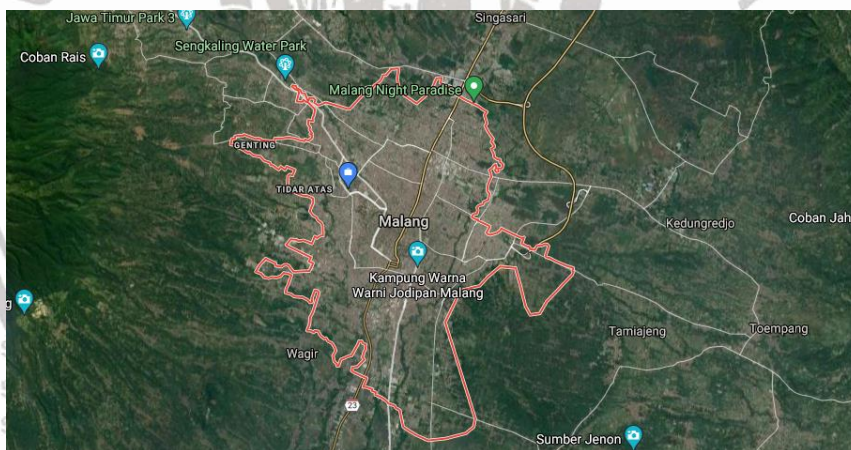 Jawa Timur Park 3
Singasari
Sengkaling Water Park
Coban Rais
Malang Night Paradise
GENTING
TIDAR ATAS
Malang
Kedungredjo
Coban Jah
Kampung Warna
Warni Jodipan Malang
g
Tamiajeng
Toempang
Wagir
23
Sumber Jenon